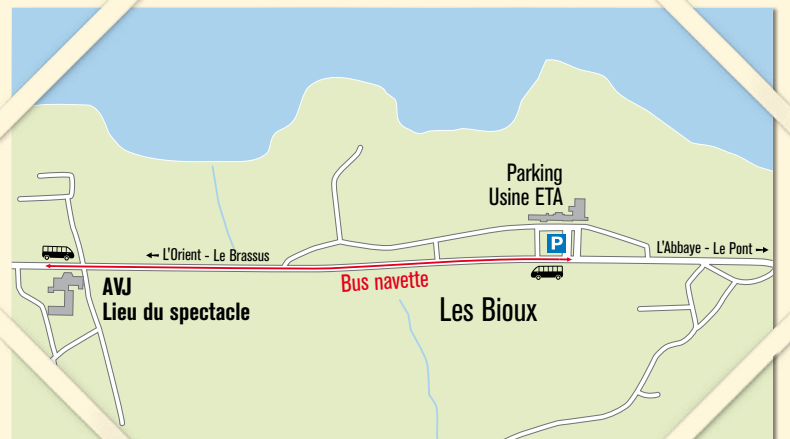 Parking
Usine ETA
P
L'Abbaye - Le Pont →
← L'Orient - Le Brassus
Bus navette
AVJ
Lieu du spectacle
Les Bioux